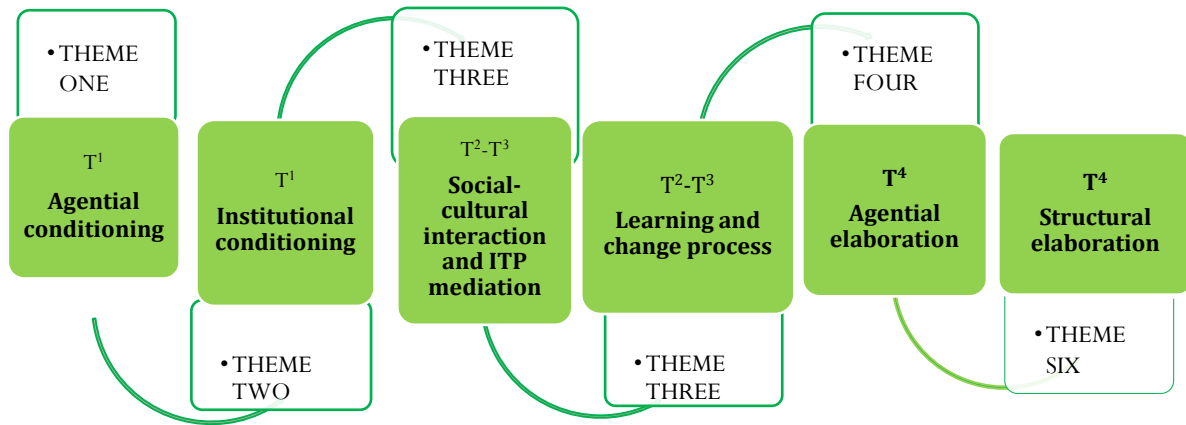 • THEME
ONE
T¹
Agential
conditioning
T¹
Institutional
conditioning
• THEME
TWO
• THEME
THREE
T²-T³
Social-
cultural
interaction
and ITP
mediation
T²-T³
Learning and
change process
• THEME
THREE
• THEME
FOUR
T⁴
Agential
elaboration
T⁴
Structural
elaboration
• THEME
SIX